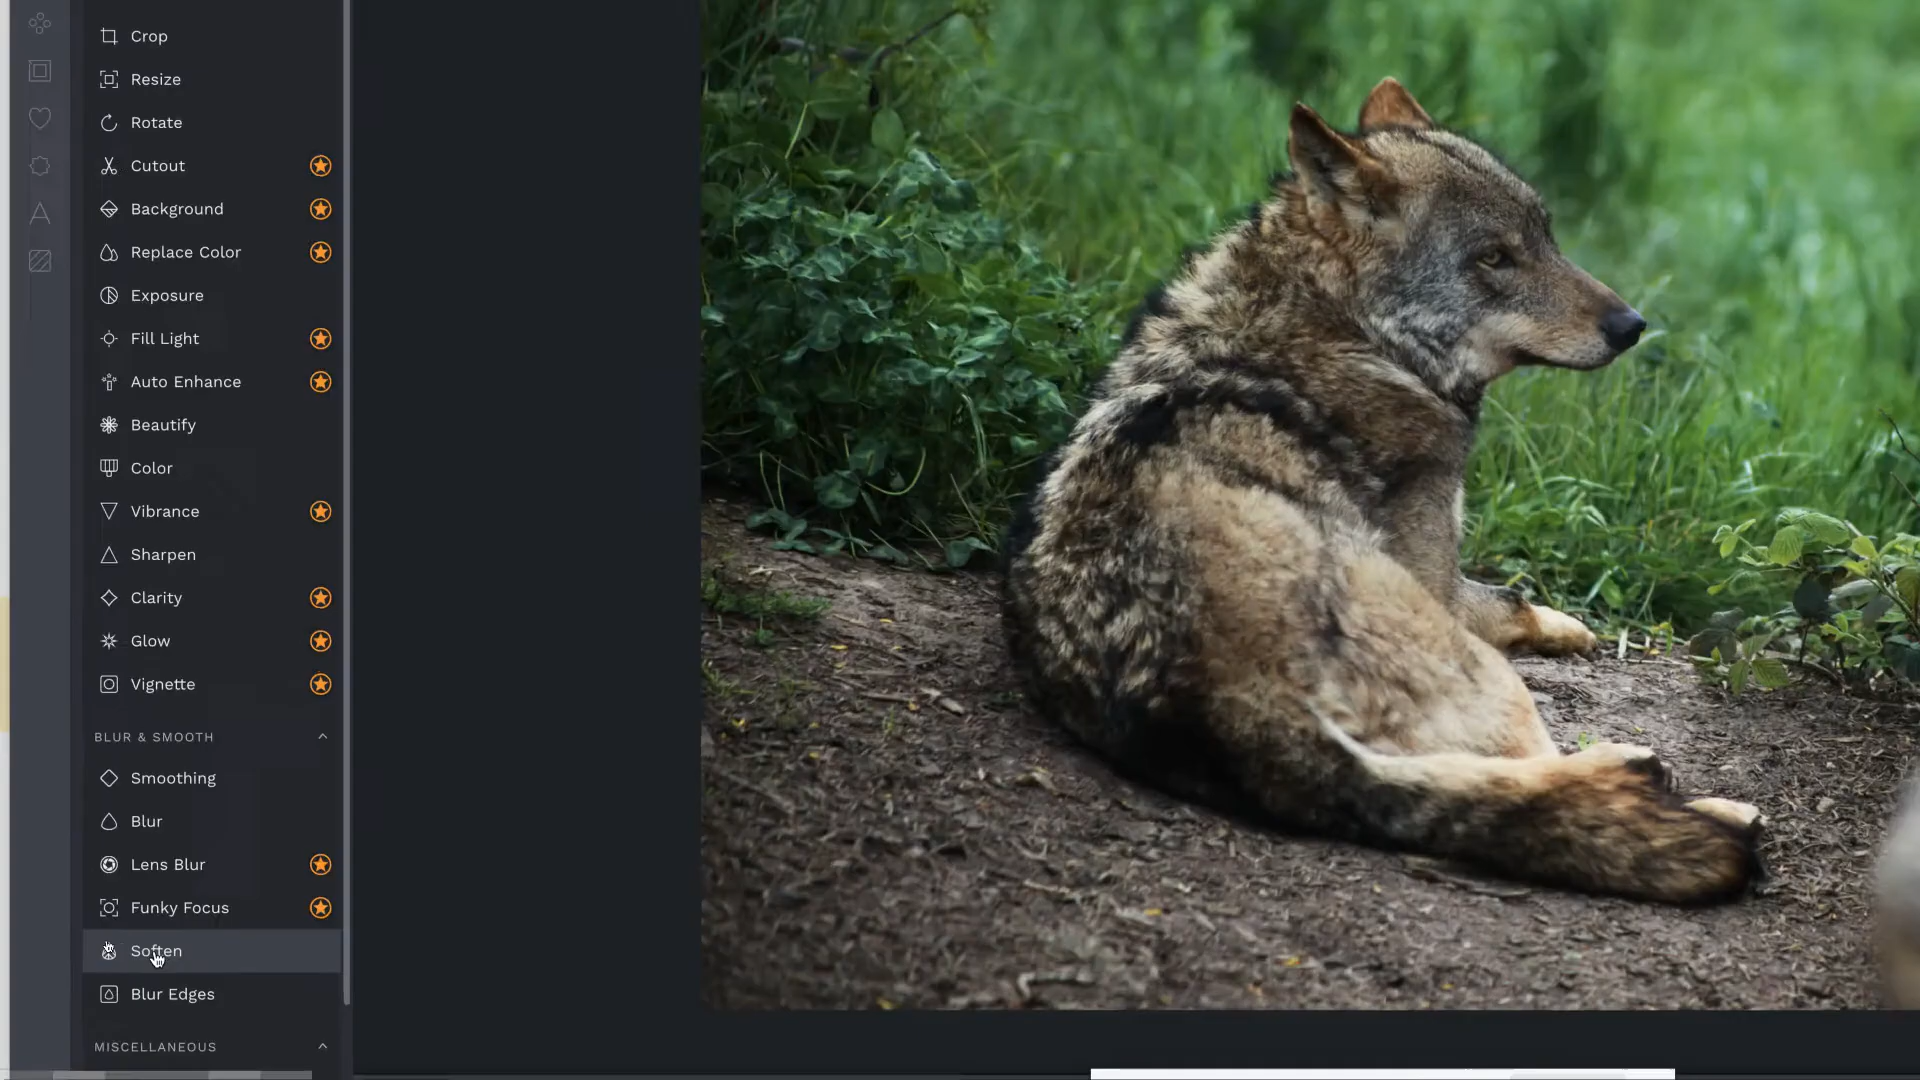 Crop
Resize
Rotate
Cutout
Background
Replace Color
Exposure
Fill Light
Auto Enhance
Beautify
Color
Vibrance
Sharpen
Clarity
Glow
Vignette
BLUR & SMOOTH
Smoothing
Blur
Lens Blur
Funky Focus
Soften
Blur Edges
MISCELLANEOUS